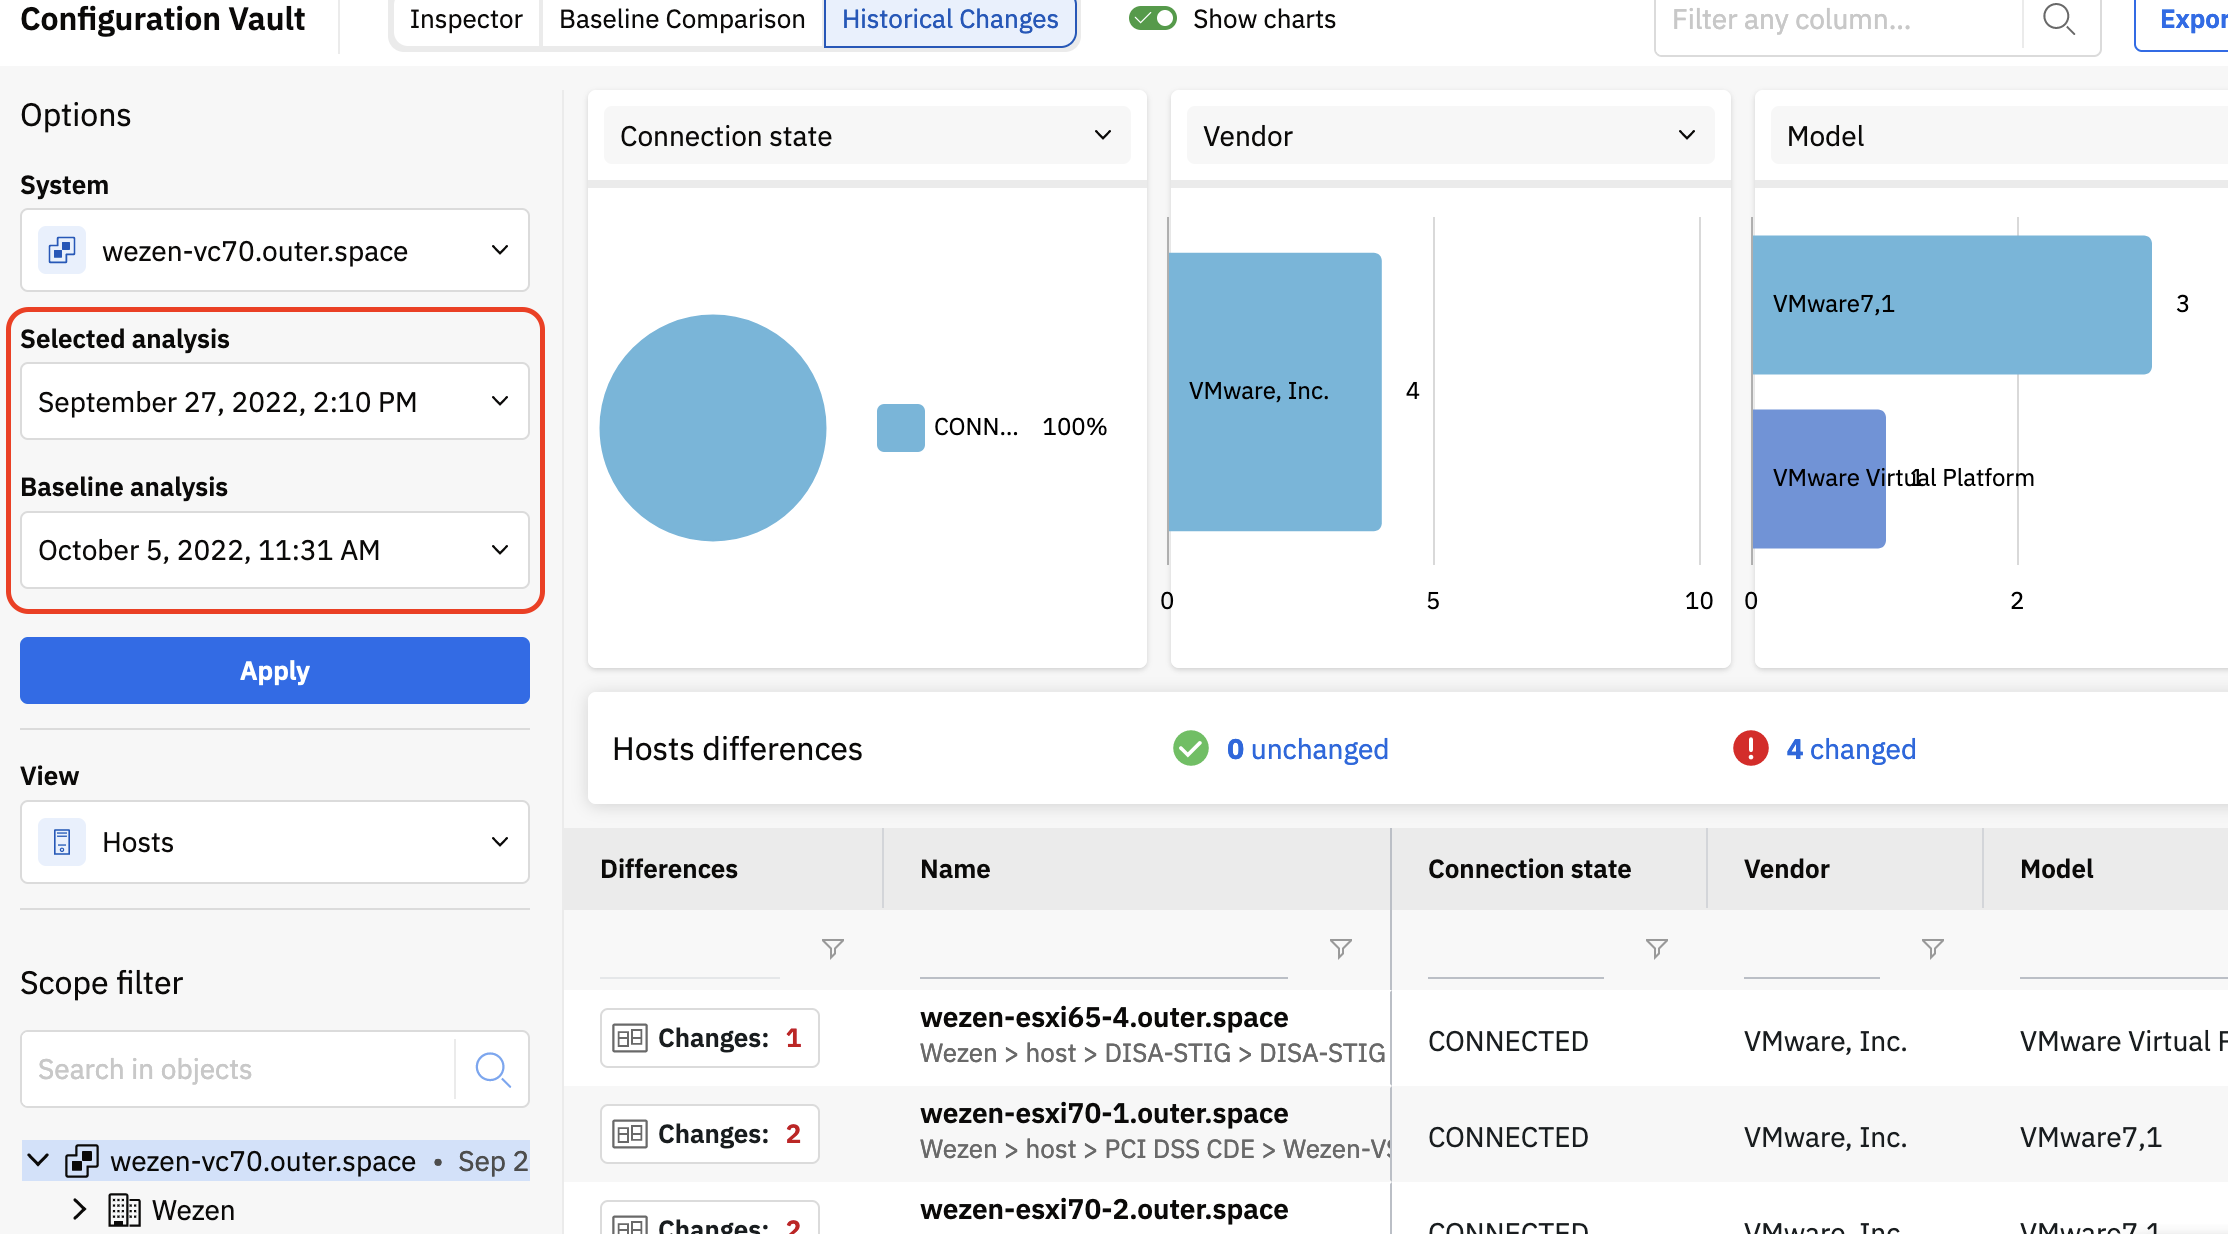 Configuration Vault
Inspector
Baseline Comparison
Historical Changes
Show charts
Filter any column...
Options
System
wezen-vc70.outer.space
Selected analysis
September 27, 2022, 2:10 PM
Baseline analysis
October 5, 2022, 11:31 AM
Apply
View
Hosts
Scope filter
Search in objects
wezen-vc70.outer.space • Sep 2
Wezen
Connection state
CONN... 100%
Vendor
VMware, Inc. 4
0 5 10
Model
VMware7,1 3
VMware Virtual Platform 1
0 2
Hosts differences
0 unchanged
4 changed
Differences Name Connection state Vendor Model
Changes: 1
wezen-esxi65-4.outer.space
Wezen > host > DISA-STIG > DISA-STIG
CONNECTED VMware, Inc. VMware Virtual
Changes: 2
wezen-esxi70-1.outer.space
Wezen > host > PCI DSS CDE > Wezen-VS
CONNECTED VMware, Inc. VMware7,1
Changes: 2
wezen-esxi70-2.outer.space
CONNECTED VMware, Inc. VMware7,1